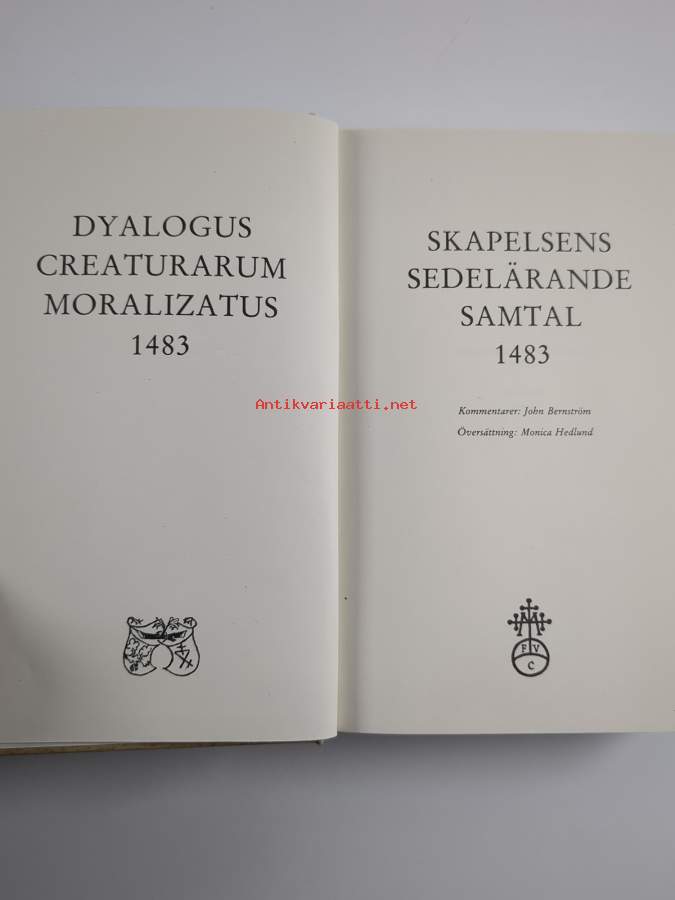 DYALOGUS
CREATURARUM
MORALIZATUS
1483
SKAPELSENS
SEDELÄRANDE
SAMTAL
1483
Kommentarer: John Bernström
Översättning: Monica Hedlund
F V
C
Antikvariaatti.net